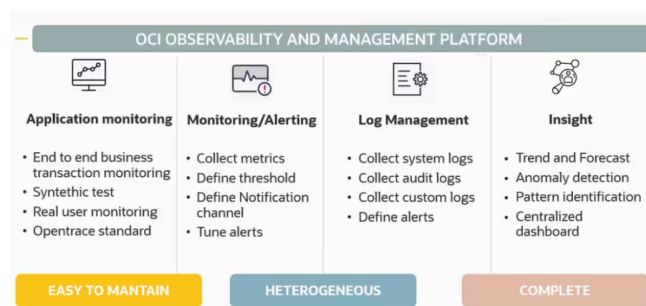 OCI OBSERVABILITY AND MANAGEMENT PLATFORM
Application monitoring
• End to end business
transaction monitoring
• Syntethic test
• Real user monitoring
• Opentrace standard
Monitoring/Alerting
• Collect metrics
• Define threshold
• Define Notification
channel
• Tune alerts
Log Management
• Collect system logs
• Collect audit logs
• Collect custom logs
• Define alerts
Insight
• Trend and Forecast
• Anomaly detection
• Pattern identification
• Centralized
dashboard
EASY TO MANTAIN
HETEROGENEOUS
COMPLETE